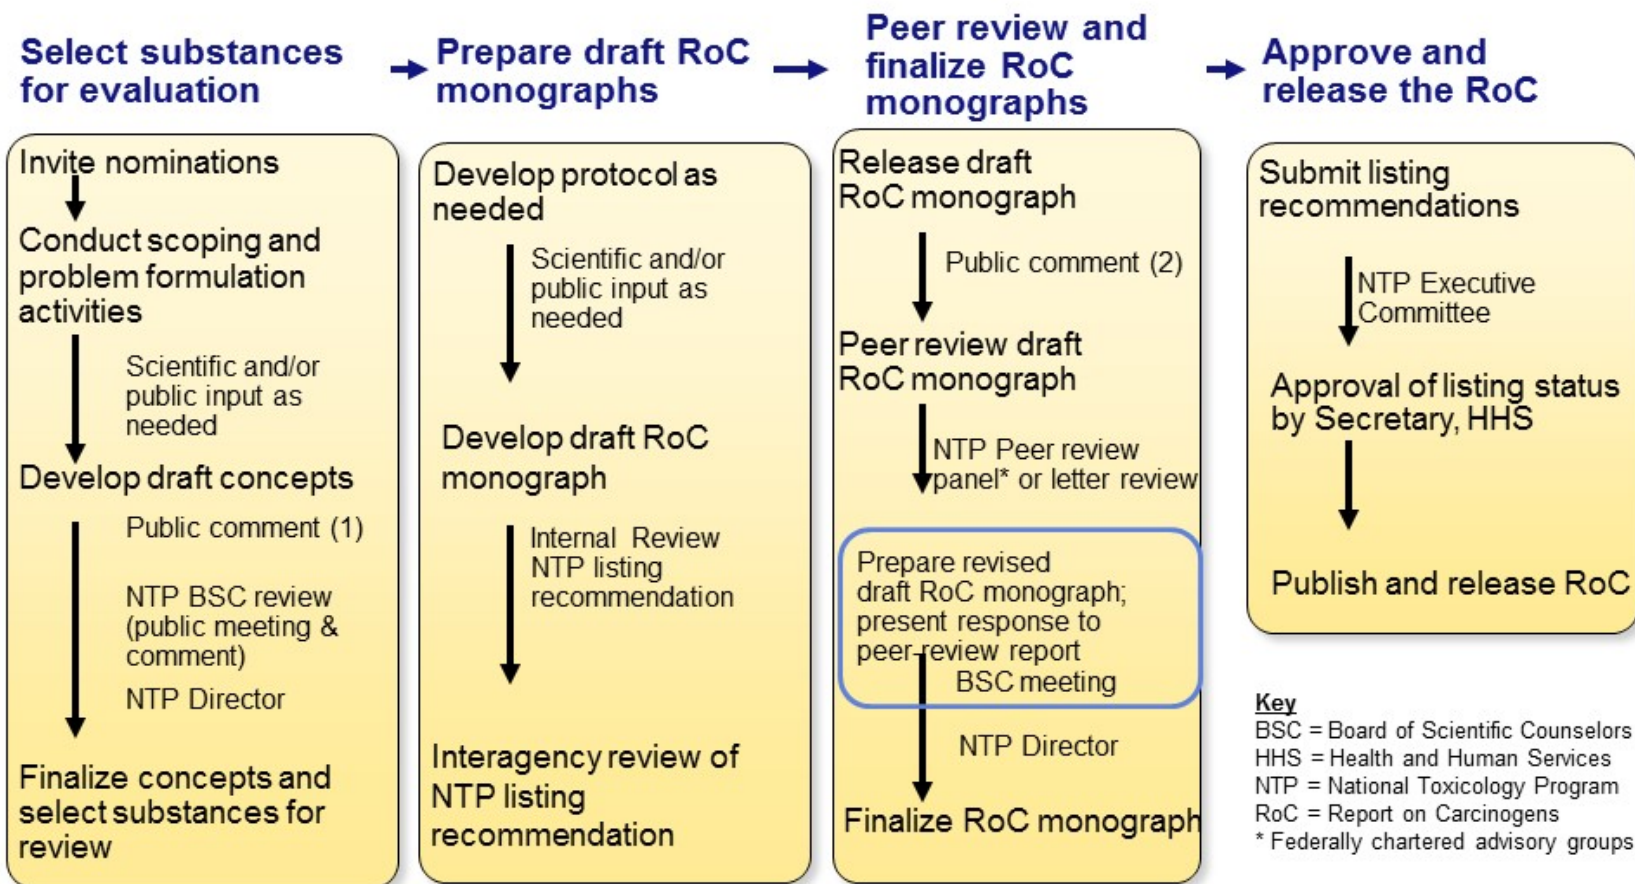 Select substances
for evaluation
Prepare draft RoC
monographs
Peer review and
finalize RoC
monographs
Approve and
release the RoC
Invite nominations
Conduct scoping and
problem formulation
activities
Scientific and/or
public input as
needed
Develop draft concepts
Public comment (1)
NTP BSC review
(public meeting &
comment)
NTP Director
Finalize concepts and
select substances for
review
Develop protocol as
needed
Scientific and/or
public input as
needed
Develop draft RoC
monograph
Internal Review
NTP listing
recommendation
Interagency review of
NTP listing
recommendation
Release draft
RoC monograph
Public comment (2)
Peer review draft
RoC monograph
NTP Peer review
panel* or letter review
Prepare revised
draft RoC monograph;
present response to
peer-review report
BSC meeting
NTP Director
Finalize RoC monograph
Submit listing
recommendations
NTP Executive
Committee
Approval of listing status
by Secretary, HHS
Publish and release RoC
Key
BSC = Board of Scientific Counselors
HHS = Health and Human Services
NTP = National Toxicology Program
RoC = Report on Carcinogens
* Federally chartered advisory groups